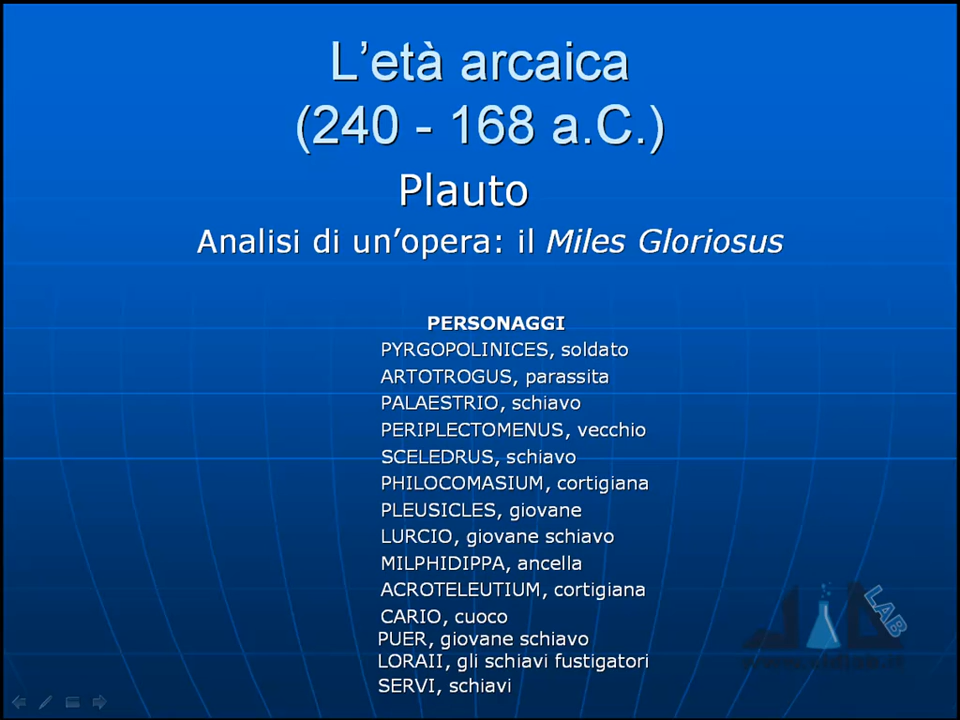 L'età arcaica
(240 - 168 a.C.)
Plauto
Analisi di un'opera: il Miles Gloriosus
PERSONAGGI
PYRGOPOLINICES, soldato
ARTOTROGUS, parassita
PALAESTRIO, schiavo
PERIPLECTOMENUS, vecchio
SCELEDRUS, schiavo
PHILOCOMASIUM, cortigiana
PLEUSICLES, giovane
LURCIO, giovane schiavo
MILPHIDIPPA, ancella
ACROTELEUTIUM, cortigiana
CARIO, cuoco
PUER, giovane schiavo
LORAII, gli schiavi fustigatori
SERVI, schiavi
LAB